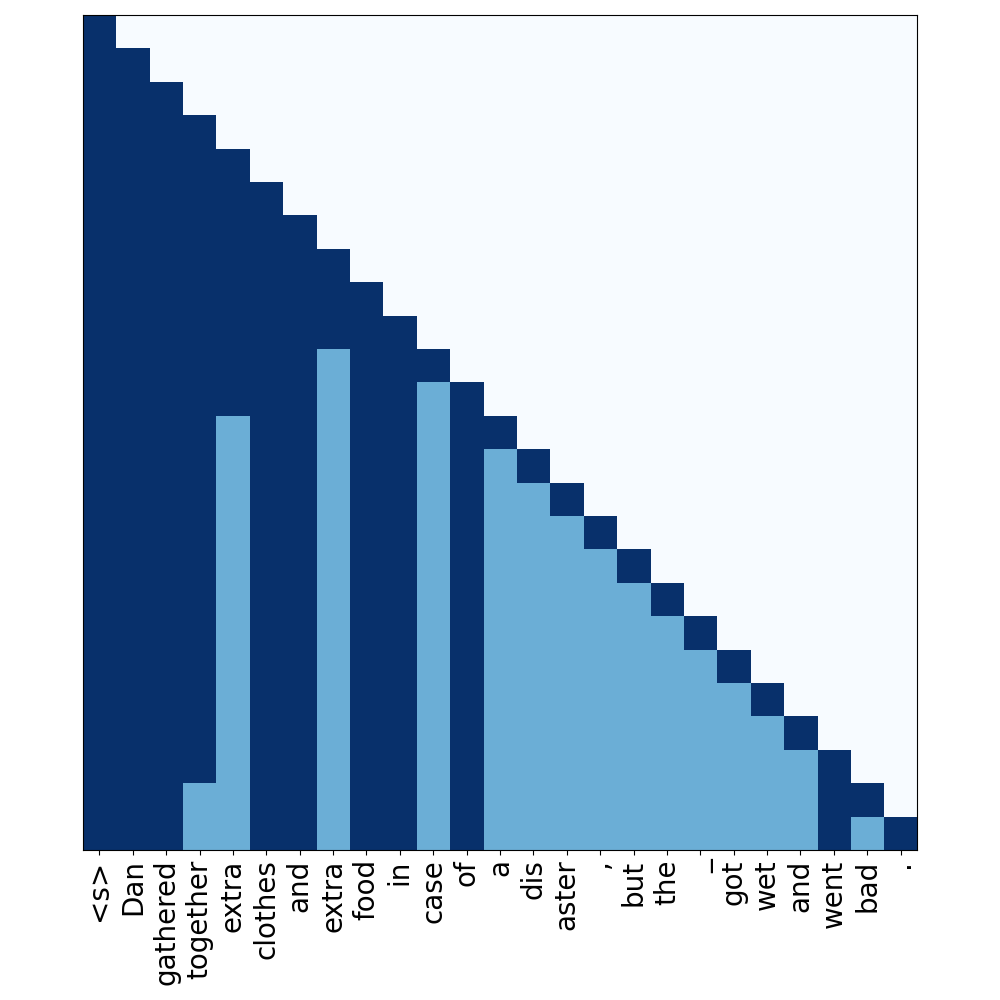 <s>
Dan
gathered
together
extra
clothes
and
extra
food
in
case
of
a
dis
aster
,
but
the
_
got
wet
and
went
bad
.